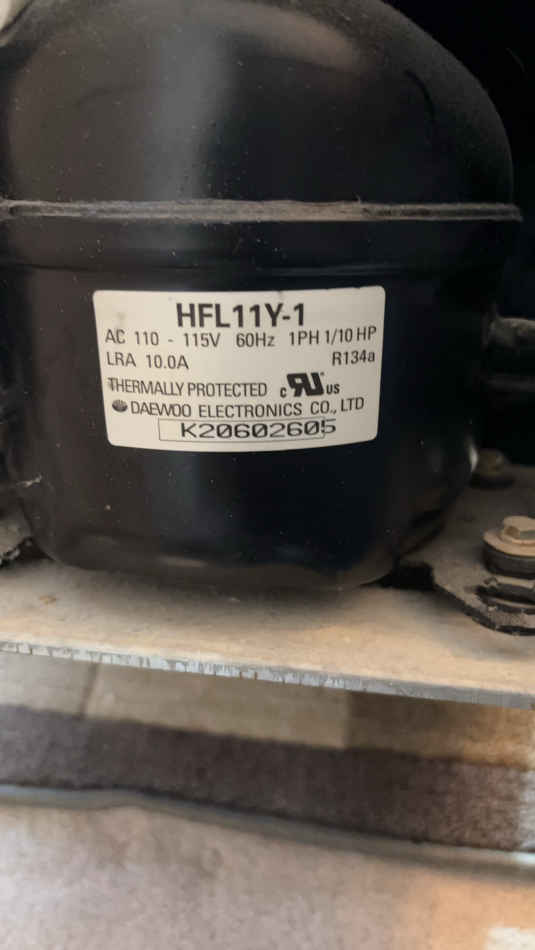 HFL11Y-1
AC 110 - 115V 60Hz 1PH 1/10 HP
LRA 10.0A R134a
THERMALLY PROTECTED c RU US
DAEWOO ELECTRONICS CO., LTD
K20602605